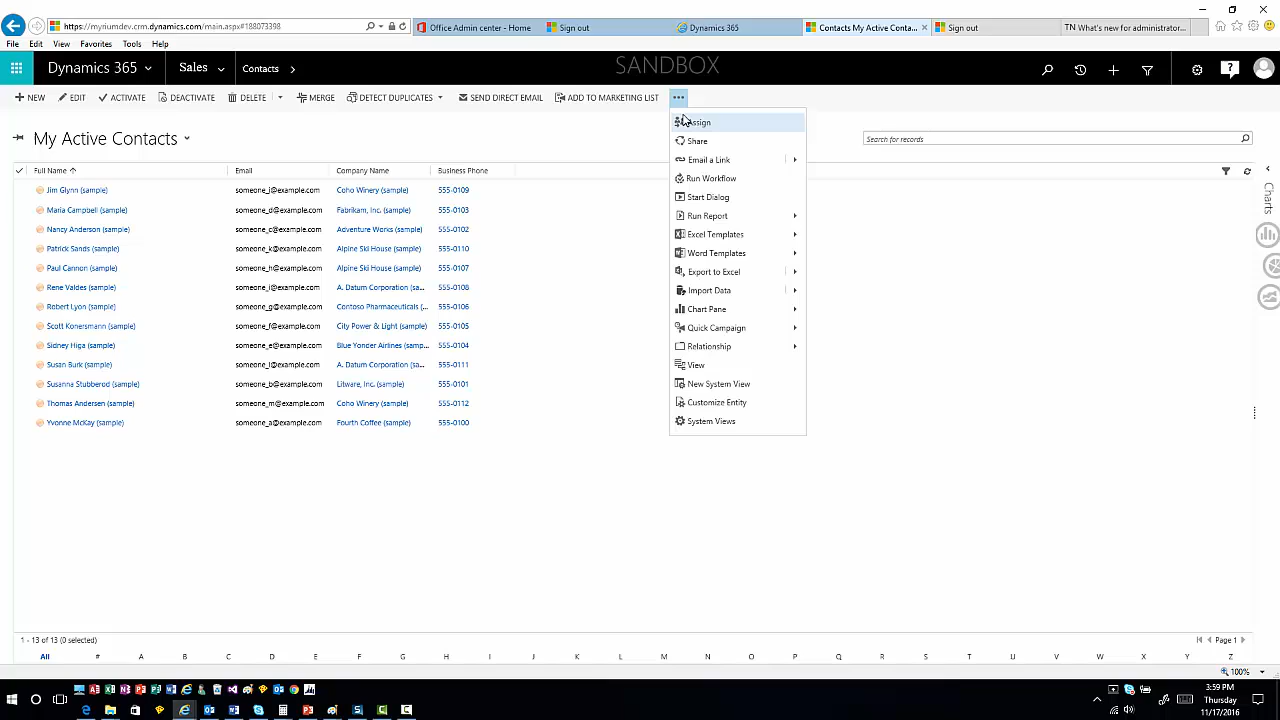 https://myriumdev.crm.dynamics.com/main.aspx#188073398
Office Admin center - Home
Sign out
Dynamics 365
Contacts My Active Conta...
Sign out
TN What's new for administrator...
File Edit View Favorites Tools Help
Dynamics 365 Sales Contacts
SANDBOX
NEW EDIT ACTIVATE DEACTIVATE DELETE MERGE DETECT DUPLICATES SEND DIRECT EMAIL ADD TO MARKETING LIST
My Active Contacts
Search for records
Full Name Email Company Name Business Phone
Jim Glynn (sample) someone_j@example.com Coho Winery (sample) 555-0109
Maria Campbell (sample) someone_d@example.com Fabrikam, Inc. (sample) 555-0103
Nancy Anderson (sample) someone_c@example.com Adventure Works (sample) 555-0102
Patrick Sands (sample) someone_k@example.com Alpine Ski House (sample) 555-0110
Paul Cannon (sample) someone_h@example.com Alpine Ski House (sample) 555-0107
Rene Valdes (sample) someone_i@example.com A. Datum Corporation (sa... 555-0108
Robert Lyon (sample) someone_g@example.com Contoso Pharmaceuticals (... 555-0106
Scott Konersmann (sample) someone_f@example.com City Power & Light (sample) 555-0105
Sidney Higa (sample) someone_e@example.com Blue Yonder Airlines (samp... 555-0104
Susan Burk (sample) someone_l@example.com A. Datum Corporation (sa... 555-0111
Susanna Stubberod (sample) someone_b@example.com Litware, Inc. (sample) 555-0101
Thomas Andersen (sample) someone_m@example.com Coho Winery (sample) 555-0112
Yvonne McKay (sample) someone_a@example.com Fourth Coffee (sample) 555-0100
Assign
Share
Email a Link
Run Workflow
Start Dialog
Run Report
Excel Templates
Word Templates
Export to Excel
Import Data
Chart Pane
Quick Campaign
Relationship
View
New System View
Customize Entity
System Views
Charts
1 - 13 of 13 (0 selected)
Page 1
All # A B C D E F G H I J K L M N O P Q R S T U V W X Y Z
100%
3:59 PM
Thursday
11/17/2016